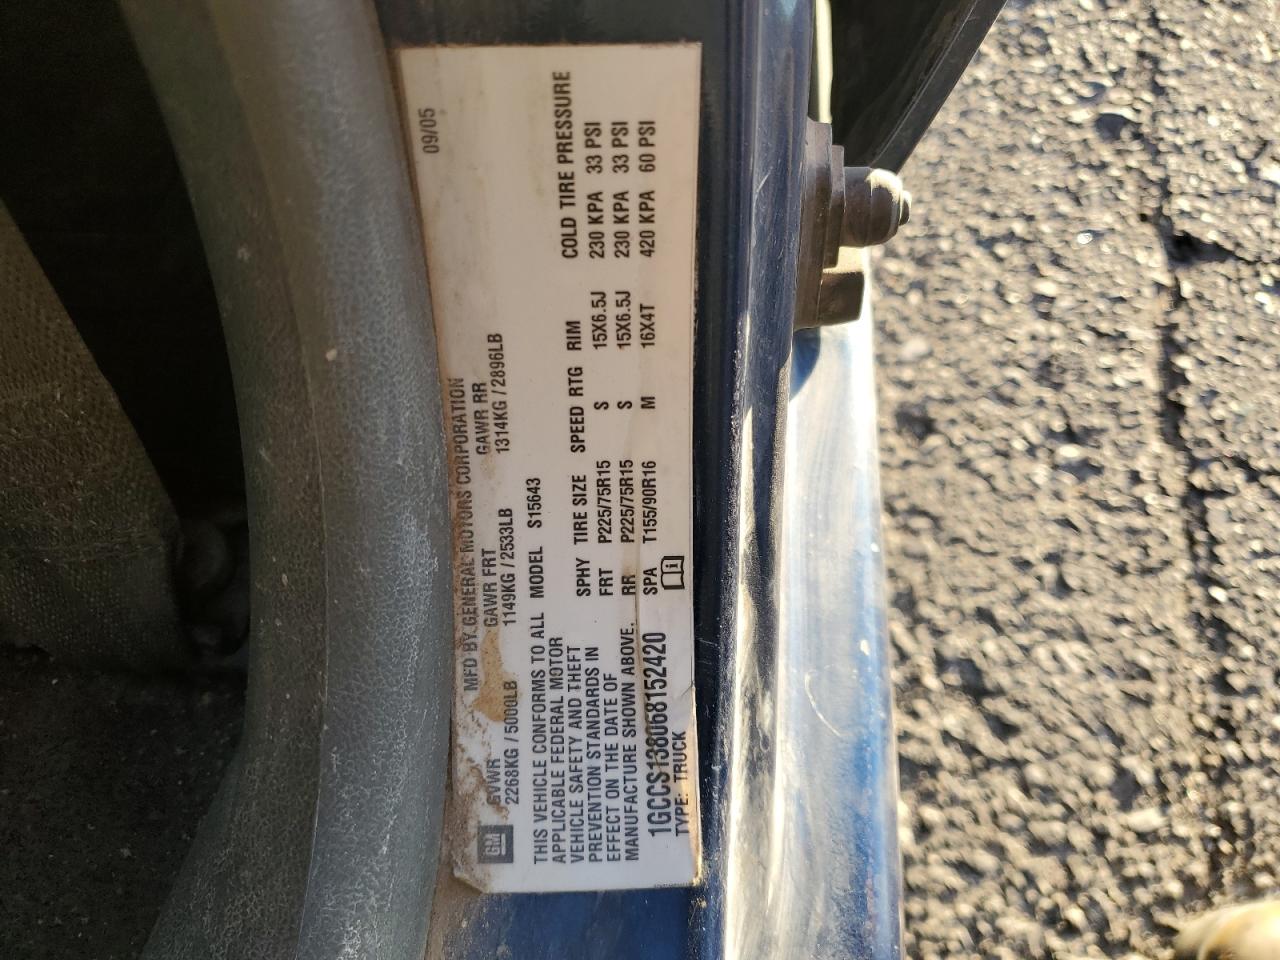 MFD BY GENERAL MOTORS CORPORATION 09/05
GVWR GAWR FRT GAWR RR
2268KG / 5000LB 1149KG / 2533LB 1314KG / 2896LB
GM
THIS VEHICLE CONFORMS TO ALL MODEL S15643
APPLICABLE FEDERAL MOTOR
VEHICLE SAFETY AND THEFT
PREVENTION STANDARDS IN
EFFECT ON THE DATE OF
MANUFACTURE SHOWN ABOVE.
SPHY TIRE SIZE SPEED RTG RIM COLD TIRE PRESSURE
FRT P225/75R15 S 15X6.5J 230 KPA 33 PSI
RR P225/75R15 S 15X6.5J 230 KPA 33 PSI
SPA T155/90R16 M 16X4T 420 KPA 60 PSI
1GCCS138068152420
TYPE: TRUCK